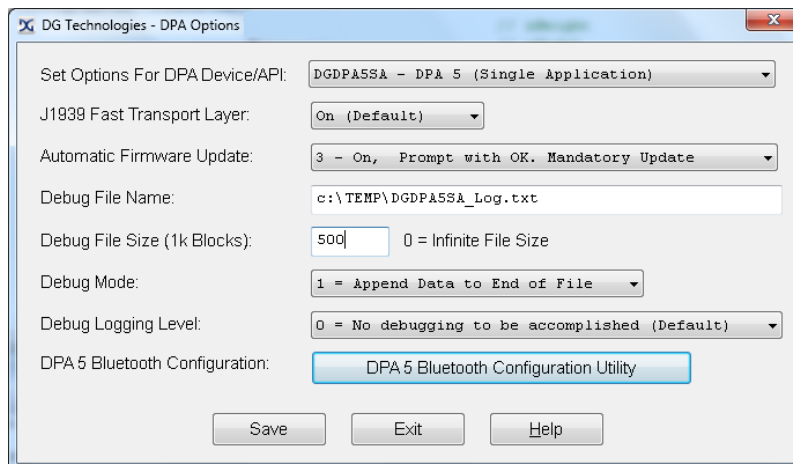 DG Technologies - DPA Options
Set Options For DPA Device/API: DGDPA5SA - DPA 5 (Single Application)
J1939 Fast Transport Layer: On (Default)
Automatic Firmware Update: 3 - On, Prompt with OK. Mandatory Update
Debug File Name: c:\TEMP\DGDPA5SA_Log.txt
Debug File Size (1k Blocks): 500 0 = Infinite File Size
Debug Mode: 1 = Append Data to End of File
Debug Logging Level: 0 = No debugging to be accomplished (Default)
DPA 5 Bluetooth Configuration: DPA 5 Bluetooth Configuration Utility
Save Exit Help